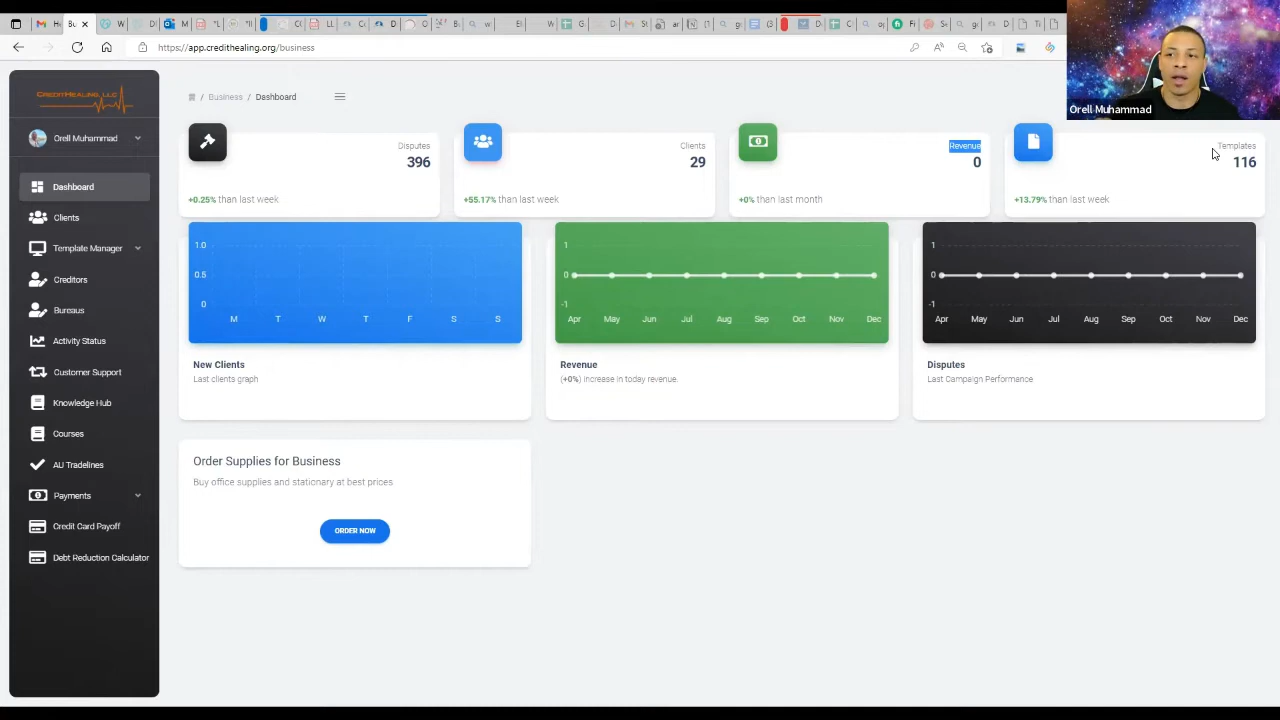 https://app.credithealing.org/business
Orell Muhammad
CREDITHEALING, LLC
Orell Muhammad
Dashboard
Clients
Template Manager
Creditors
Bureaus
Activity Status
Customer Support
Knowledge Hub
Courses
AU Tradelines
Payments
Credit Card Payoff
Debt Reduction Calculator
/ Business / Dashboard
Disputes
396
+0.25% than last week
Clients
29
+55.17% than last week
Revenue
0
+0% than last month
Templates
116
+13.79% than last week
1.0
0.5
0
M T W T F S S
New Clients
Last clients graph
1
0
-1
Apr May Jun Jul Aug Sep Oct Nov Dec
Revenue
(+0%) increase in today revenue.
1
0
-1
Apr May Jun Jul Aug Sep Oct Nov Dec
Disputes
Last Campaign Performance
Order Supplies for Business
Buy office supplies and stationary at best prices
ORDER NOW